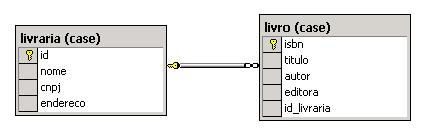 livraria (case)
id
nome
cnpj
endereco
livro (case)
isbn
titulo
autor
editora
id_livraria